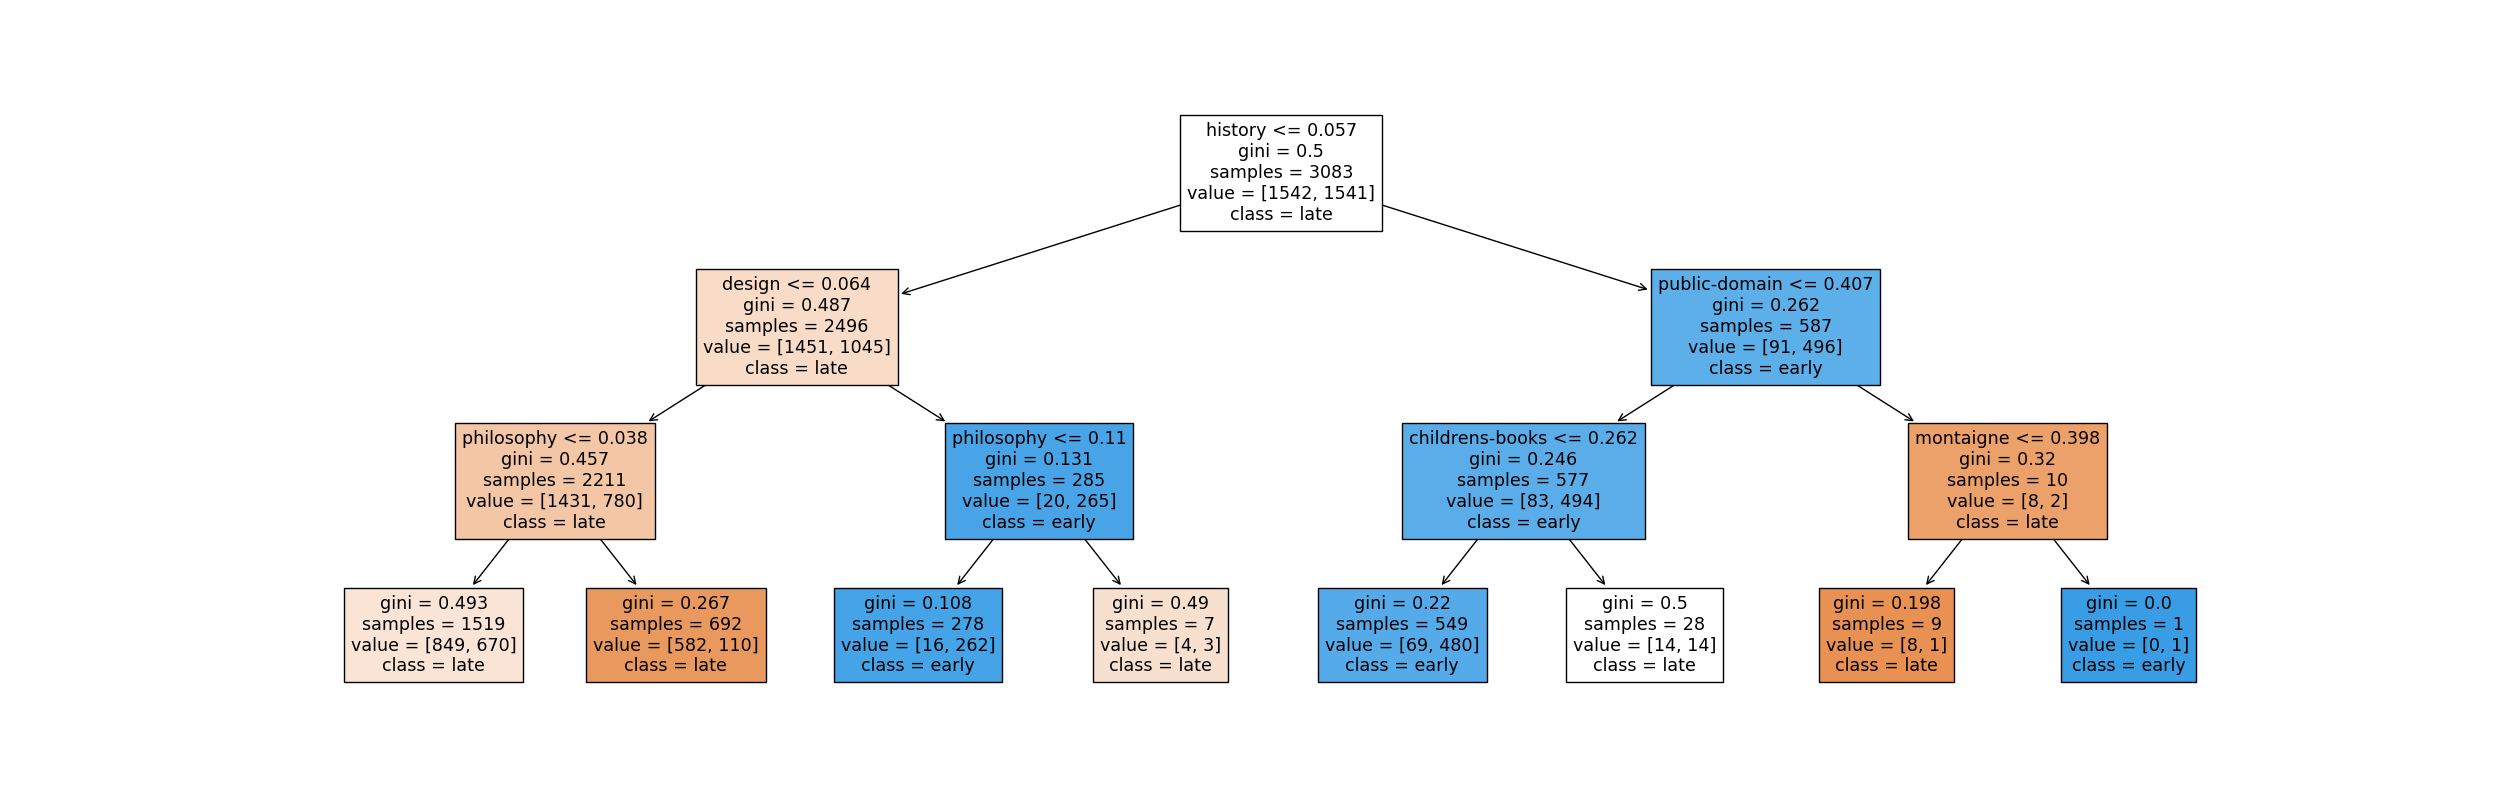 history <= 0.057
gini = 0.5
samples = 3083
value = [1542, 1541]
class = late
design <= 0.064
gini = 0.487
samples = 2496
value = [1451, 1045]
class = late
public-domain <= 0.407
gini = 0.262
samples = 587
value = [91, 496]
class = early
philosophy <= 0.038
gini = 0.457
samples = 2211
value = [1431, 780]
class = late
philosophy <= 0.11
gini = 0.131
samples = 285
value = [20, 265]
class = early
childrens-books <= 0.262
gini = 0.246
samples = 577
value = [83, 494]
class = early
montaigne <= 0.398
gini = 0.32
samples = 10
value = [8, 2]
class = late
gini = 0.493
samples = 1519
value = [849, 670]
class = late
gini = 0.267
samples = 692
value = [582, 110]
class = late
gini = 0.108
samples = 278
value = [16, 262]
class = early
gini = 0.49
samples = 7
value = [4, 3]
class = late
gini = 0.22
samples = 549
value = [69, 480]
class = early
gini = 0.5
samples = 28
value = [14, 14]
class = late
gini = 0.198
samples = 9
value = [8, 1]
class = late
gini = 0.0
samples = 1
value = [0, 1]
class = early